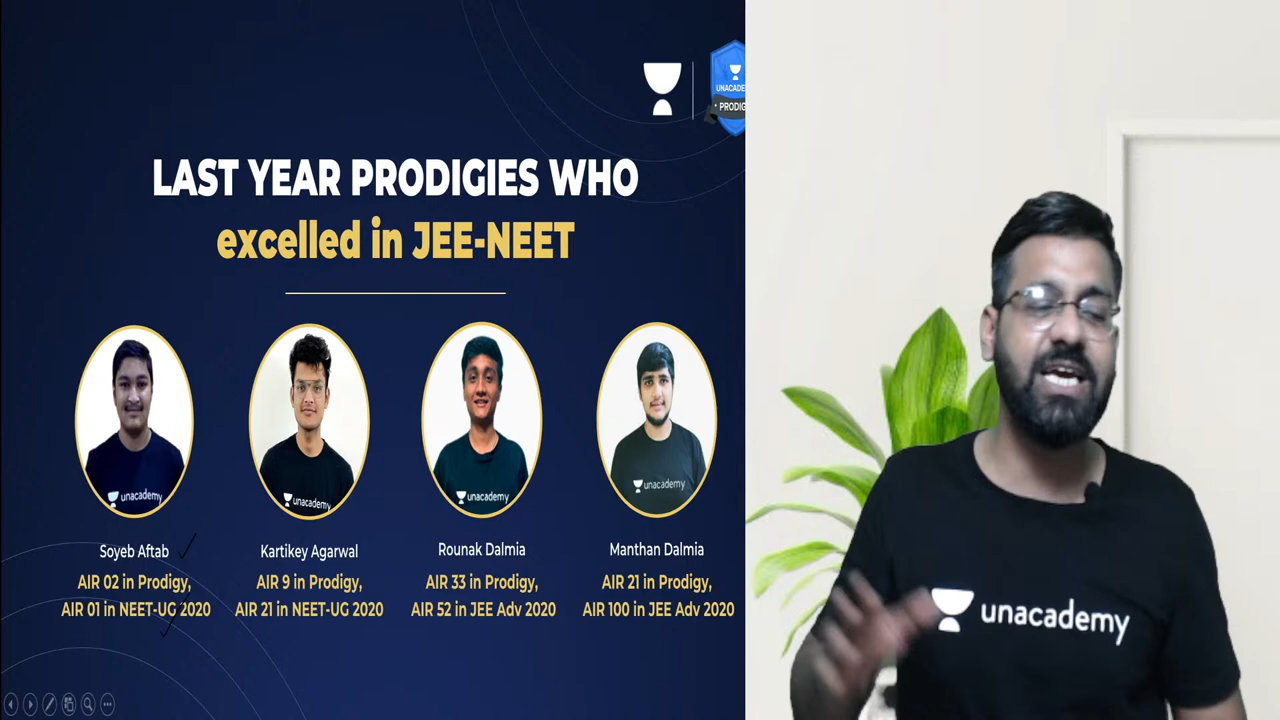 UNACADE
PRODIG
LAST YEAR PRODIGIES WHO
excelled in JEE-NEET
unacademy
unacademy
unacademy
unacademy
Soyeb Aftab
Kartikey Agarwal
Rounak Dalmia
Manthan Dalmia
AIR 02 in Prodigy,
AIR 9 in Prodigy,
AIR 33 in Prodigy,
AIR 21 in Prodigy,
AIR 01 in NEET-UG 2020
AIR 21 in NEET-UG 2020
AIR 52 in JEE Adv 2020
AIR 100 in JEE Adv 2020
unacademy